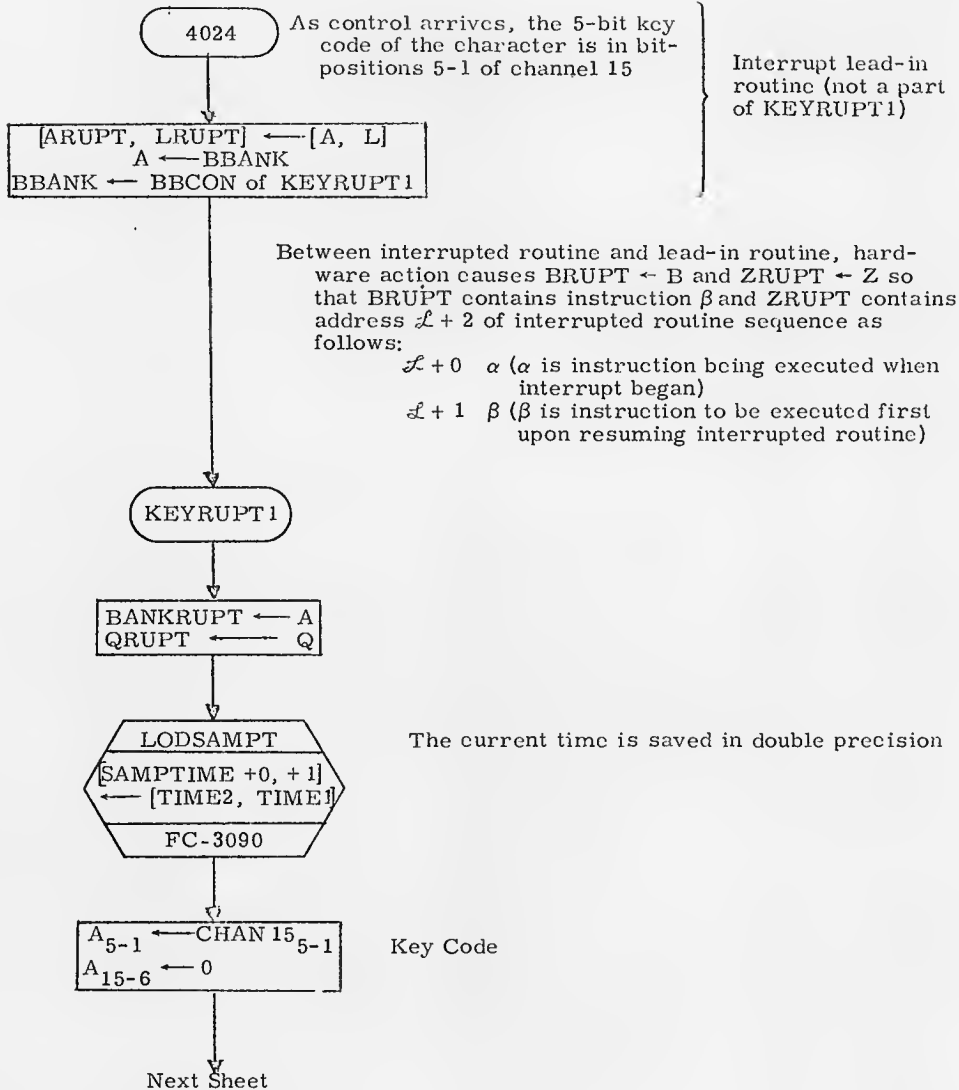 4024
As control arrives, the 5-bit key
code of the character is in bit-
positions 5-1 of channel 15
Interrupt lead-in
routine (not a part
of KEYRUPT1)
[ARUPT, LRUPT] ← [A, L]
A ← BBANK
BBANK ← BBCON of KEYRUPT1
Between interrupted routine and lead-in routine, hard-
ware action causes BRUPT ← B and ZRUPT ← Z so
that BRUPT contains instruction β and ZRUPT contains
address ℒ + 2 of interrupted routine sequence as
follows:
ℒ + 0 α (α is instruction being executed when
interrupt began)
ℒ + 1 β (β is instruction to be executed first
upon resuming interrupted routine)
KEYRUPT1
BANKRUPT ← A
QRUPT ← Q
LODSAMPT
[SAMPTIME +0, + 1]
← [TIME2, TIME1]
FC-3090
The current time is saved in double precision
A5-1 ← CHAN 155-1
A15-6 ← 0
Key Code
Next Sheet